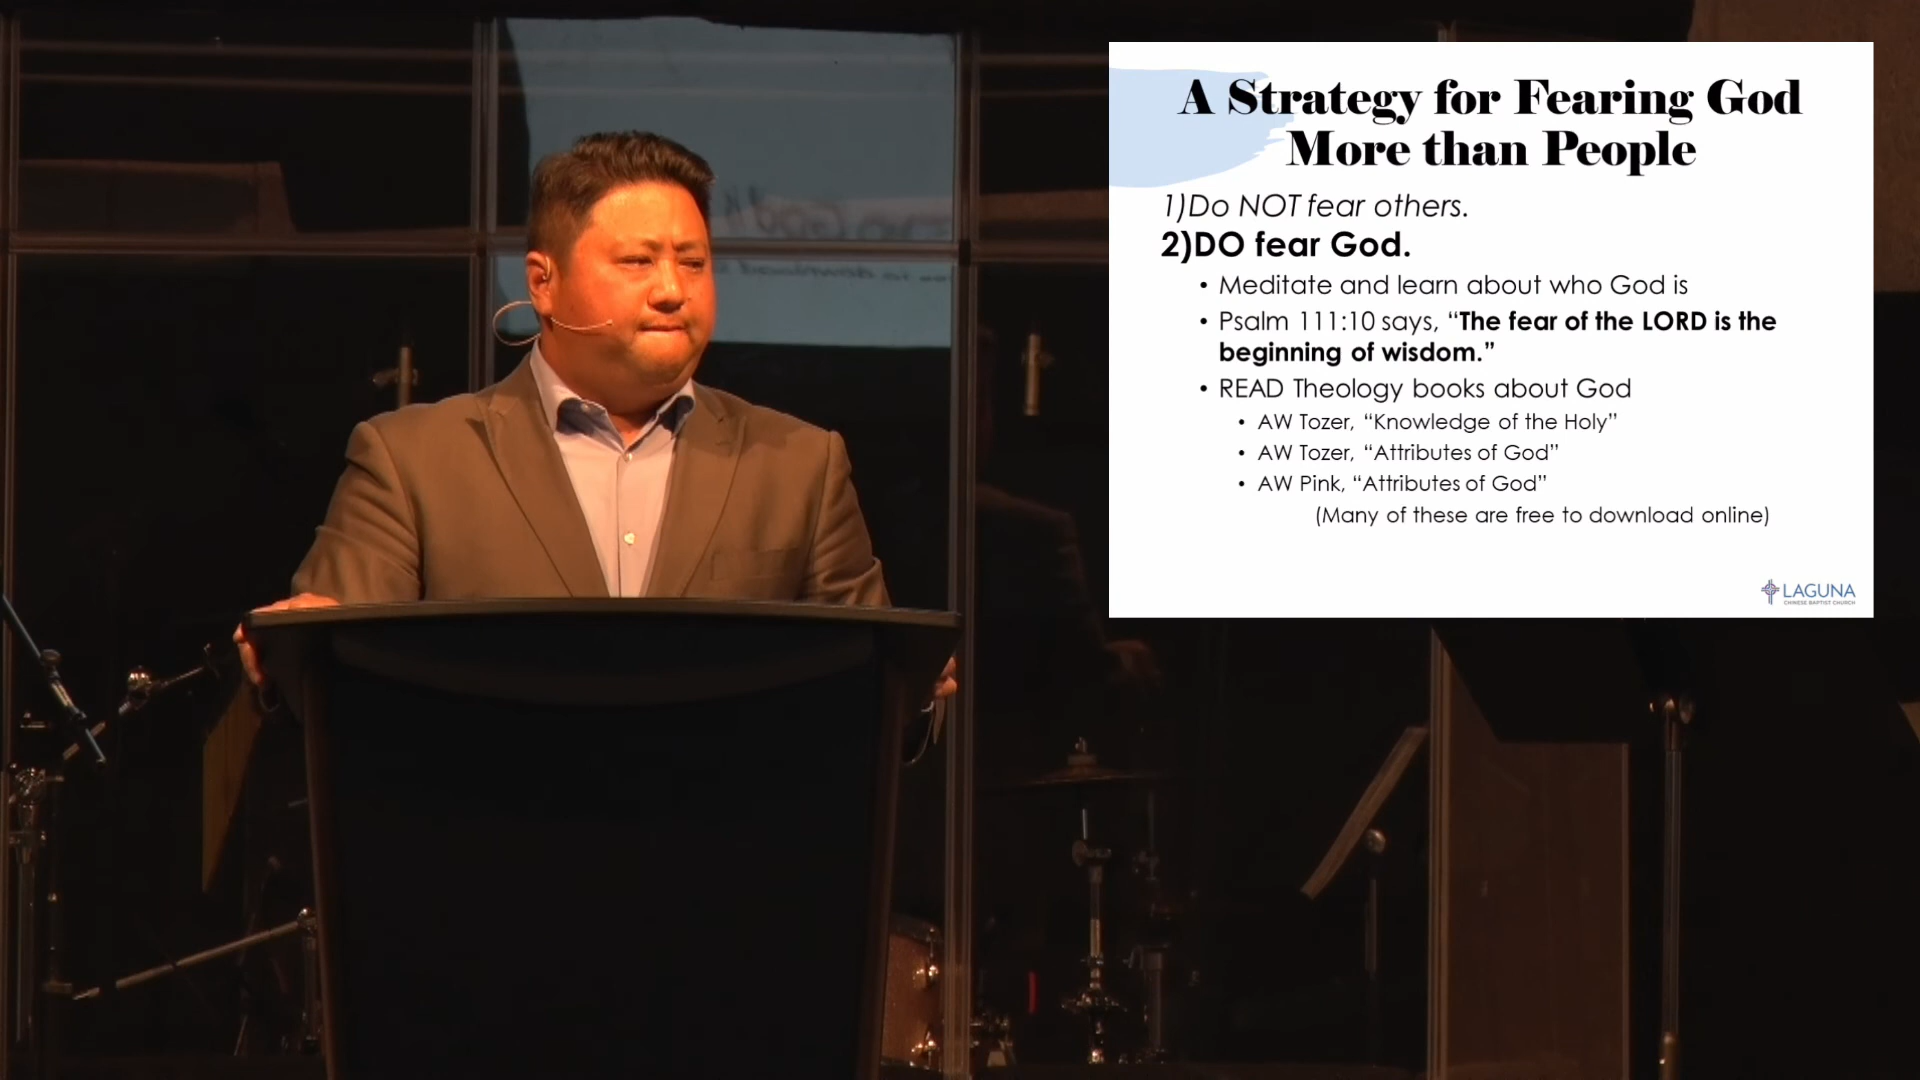 A Strategy for Fearing God
More than People
1)Do NOT fear others.
2)DO fear God.
• Meditate and learn about who God is
• Psalm 111:10 says, “The fear of the LORD is the
beginning of wisdom.”
• READ Theology books about God
• AW Tozer, “Knowledge of the Holy”
• AW Tozer, “Attributes of God”
• AW Pink, “Attributes of God”
(Many of these are free to download online)
LAGUNA
CHINESE BAPTIST CHURCH